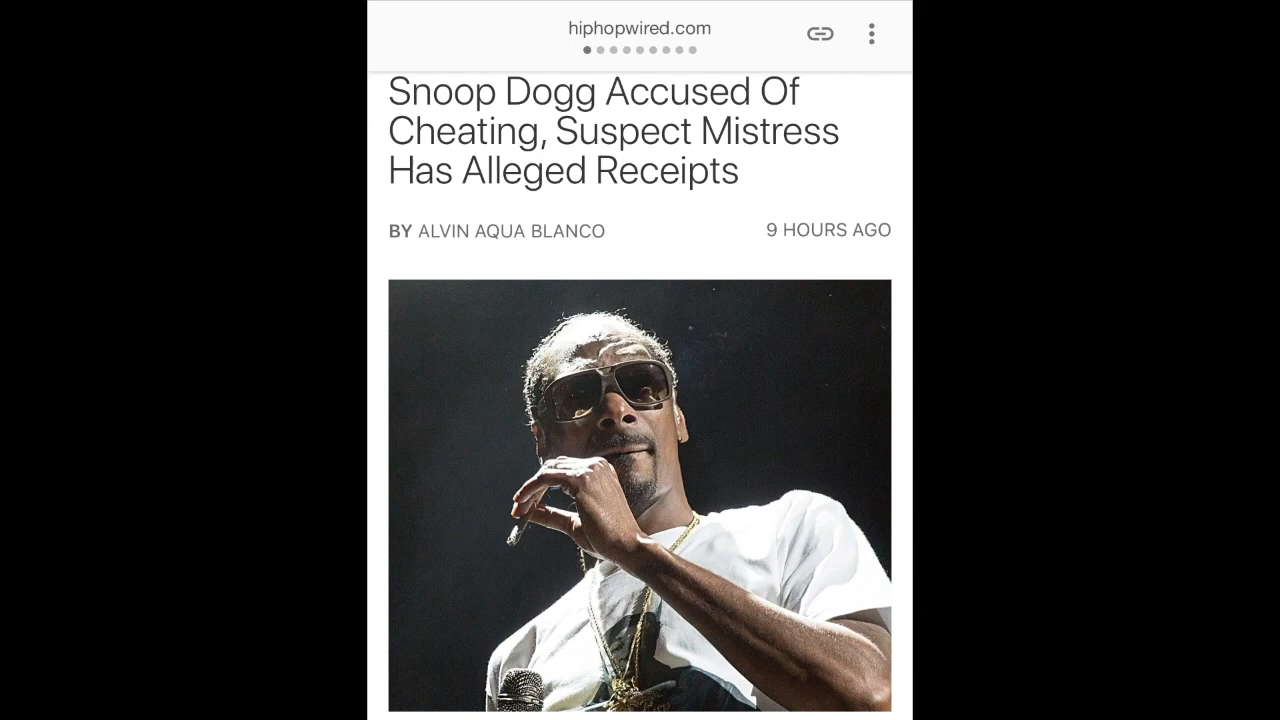 hiphopwired.com
Snoop Dogg Accused Of
Cheating, Suspect Mistress
Has Alleged Receipts
BY ALVIN AQUA BLANCO
9 HOURS AGO